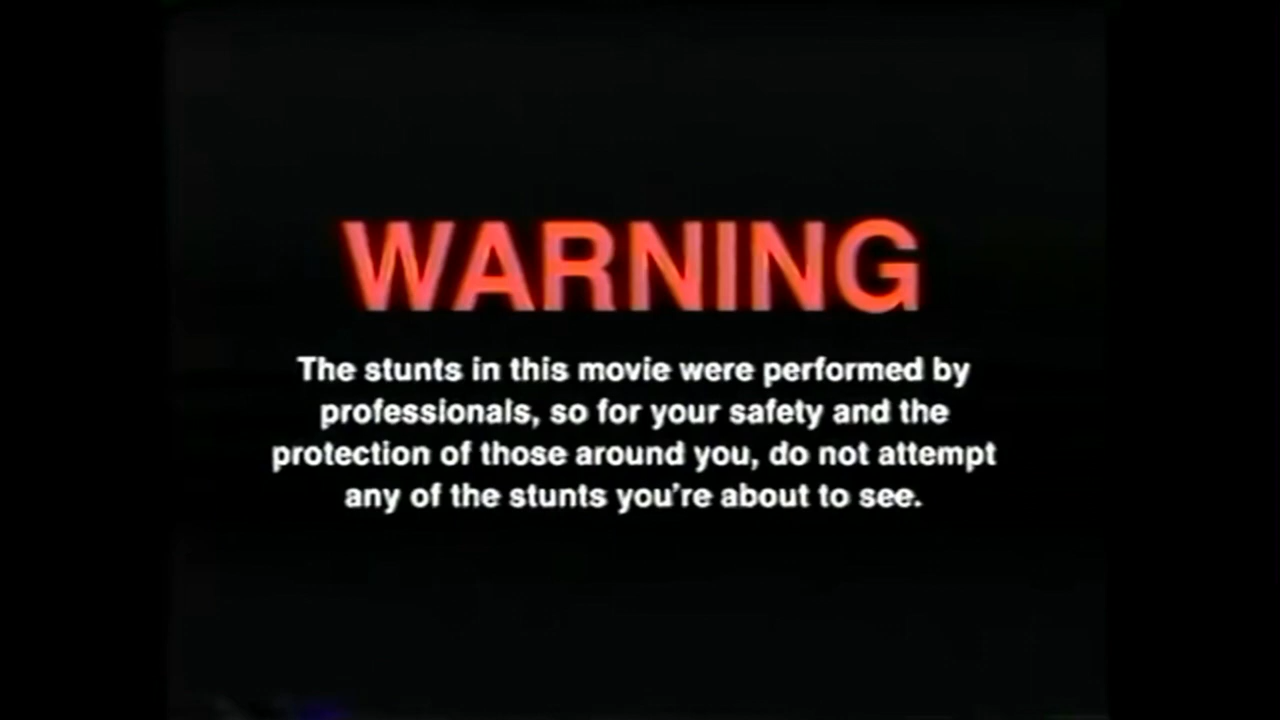 WARNING
The stunts in this movie were performed by
professionals, so for your safety and the
protection of those around you, do not attempt
any of the stunts you're about to see.